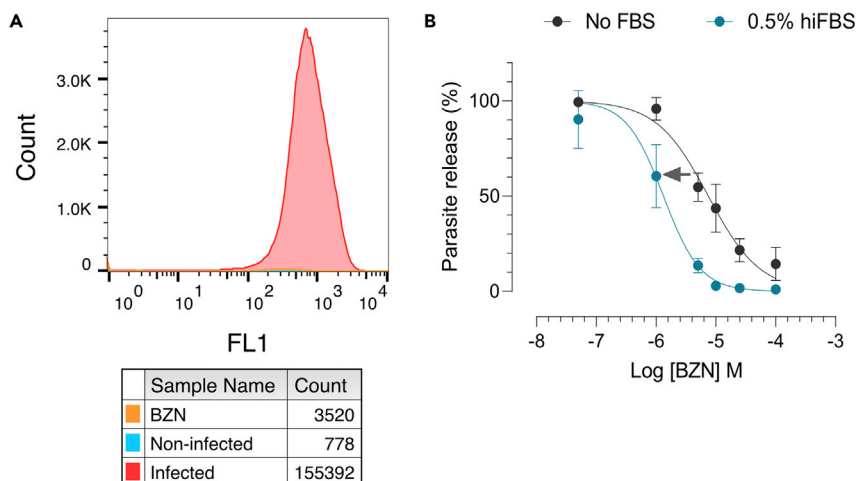 A
3.0K
2.0K
1.0K
0
Count
10^0 10^1 10^2 10^3 10^4
FL1
Sample Name Count
BZN 3520
Non-infected 778
Infected 155392
B
No FBS 0.5% hiFBS
100
50
0
Parasite release (%)
-8 -7 -6 -5 -4 -3
Log [BZN] M